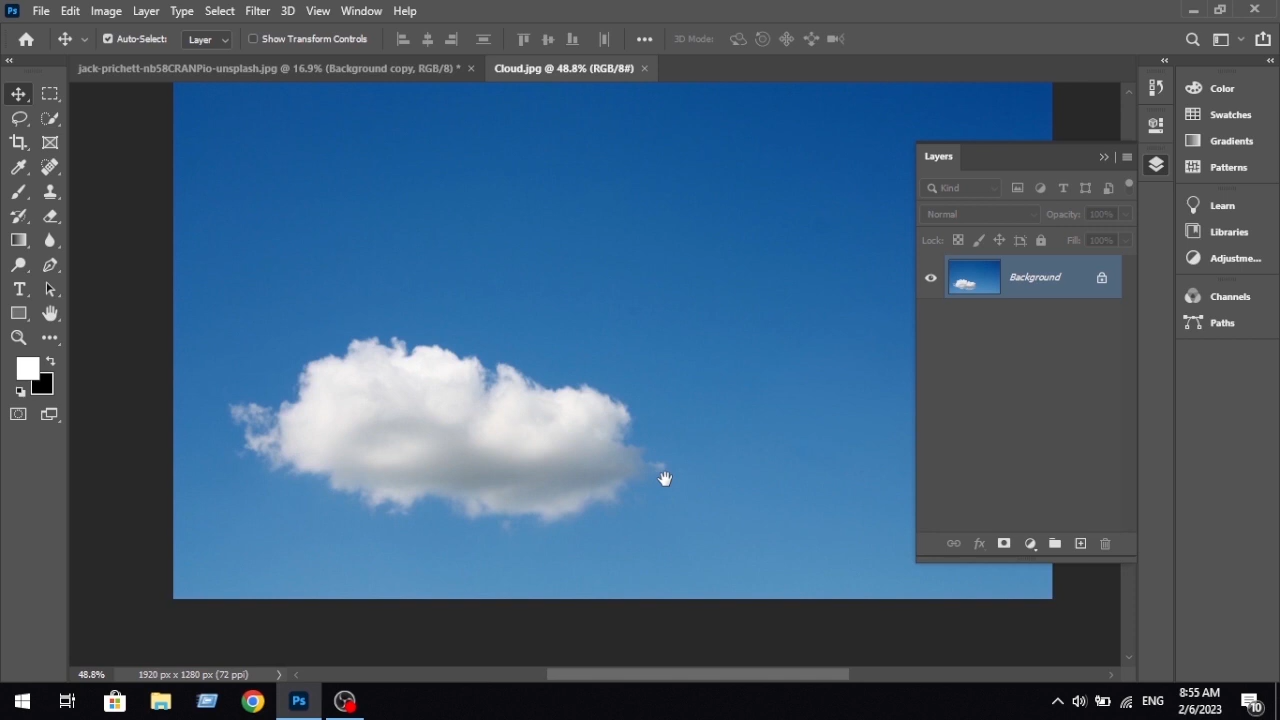 Ps File Edit Image Layer Type Select Filter 3D View Window Help
Auto-Select: Layer Show Transform Controls 3D Mode:
jack-prichett-nb58CRANPio-unsplash.jpg @ 16.9% (Background copy, RGB/8) * Cloud.jpg @ 48.8% (RGB/8#)
Color
Swatches
Gradients
Patterns
Learn
Libraries
Adjustme...
Channels
Paths
Layers
Kind
Normal Opacity: 100%
Lock: Fill: 100%
Background
fx
48.8% 1920 px x 1280 px (72 ppi)
Ps
ENG
8:55 AM
2/6/2023
10